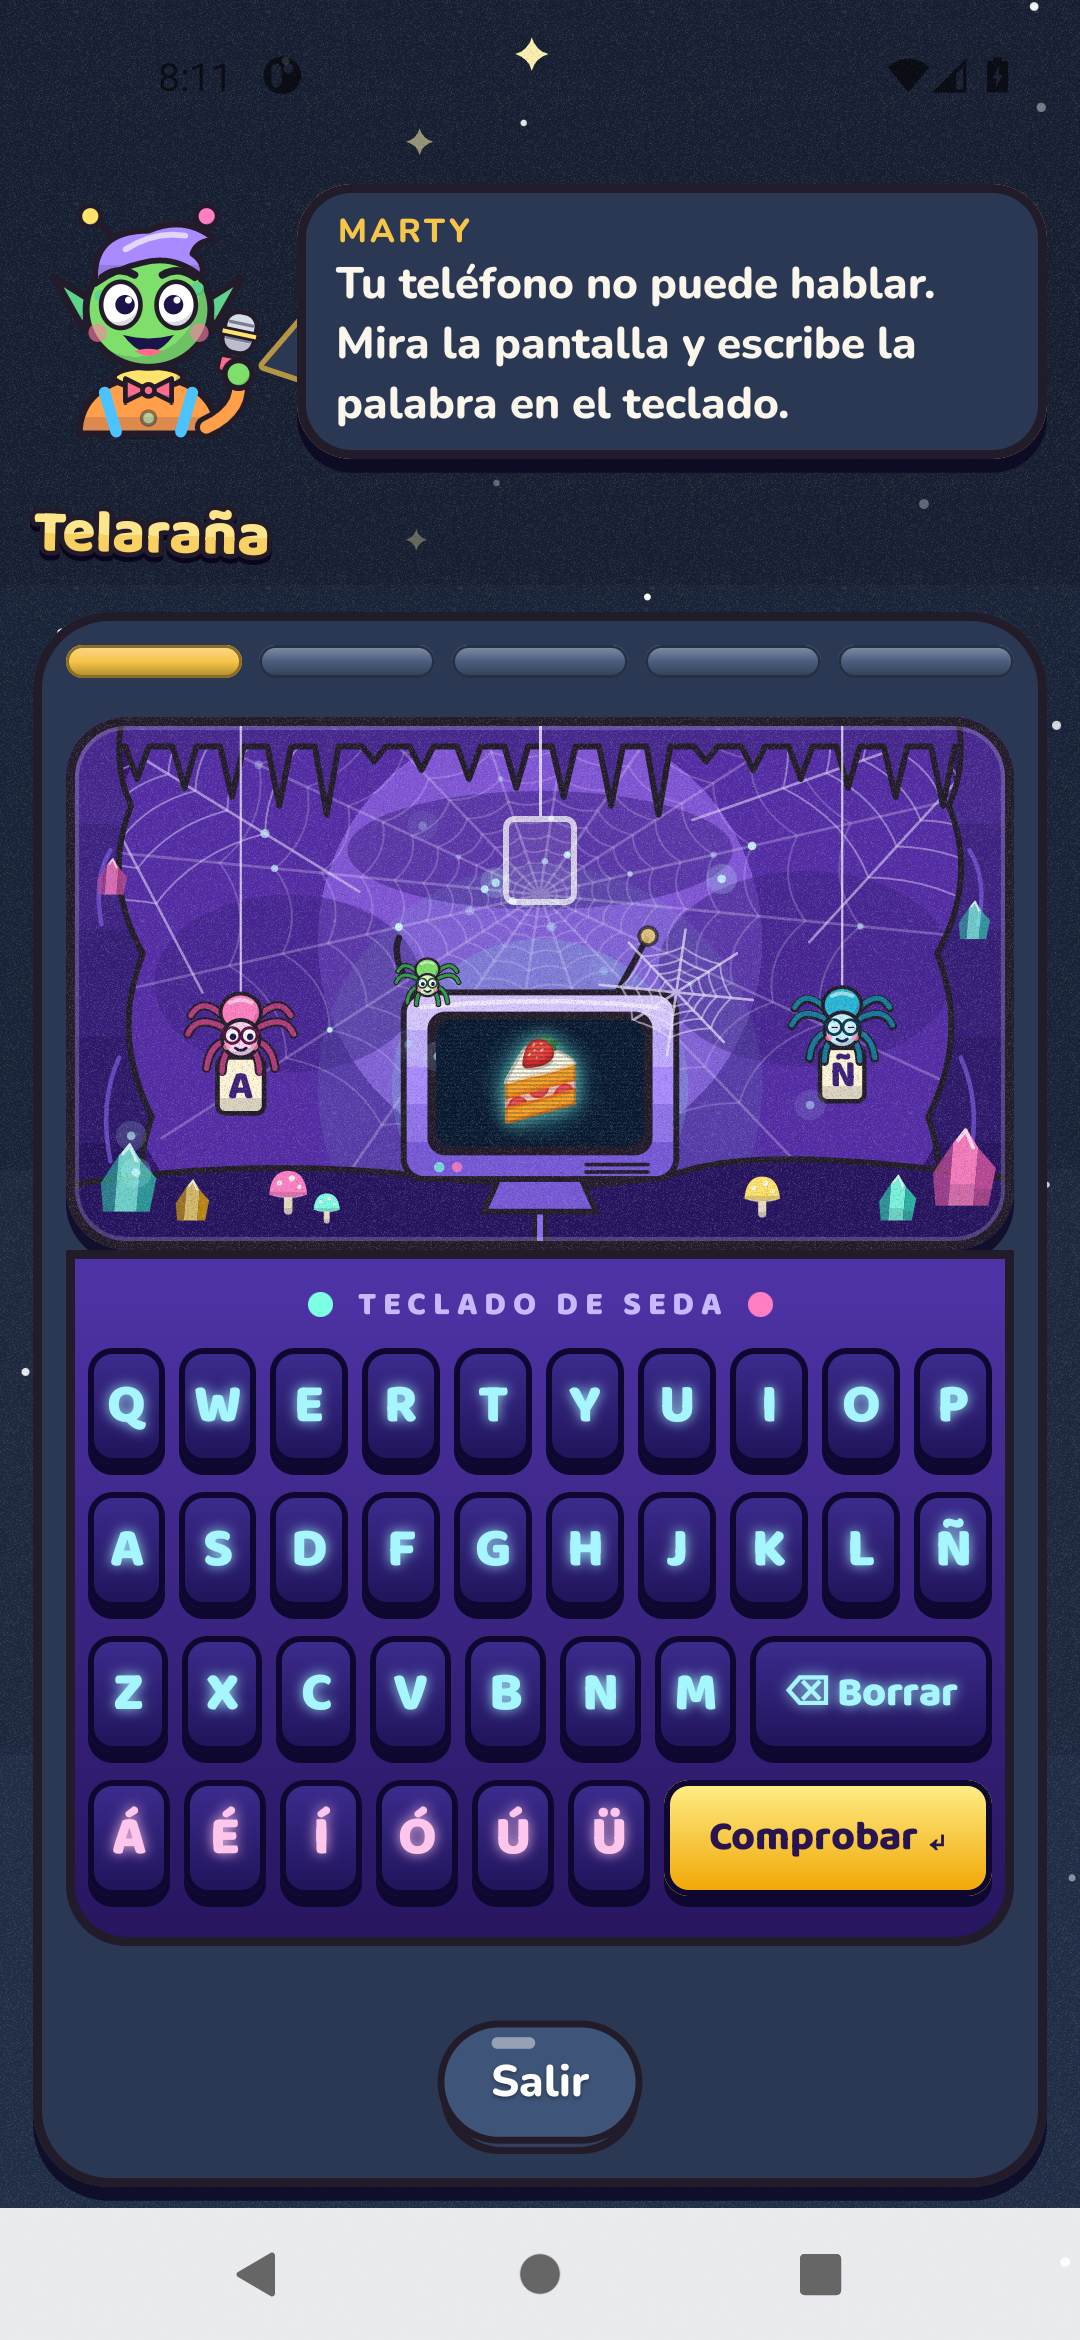 8:11
MARTY
Tu teléfono no puede hablar.
Mira la pantalla y escribe la
palabra en el teclado.
Telaraña
A
Ñ
TECLADO DE SEDA
Q W E R T Y U I O P
A S D F G H J K L Ñ
Z X C V B N M ⌫ Borrar
Á É Í Ó Ú Ü Comprobar ↵
Salir